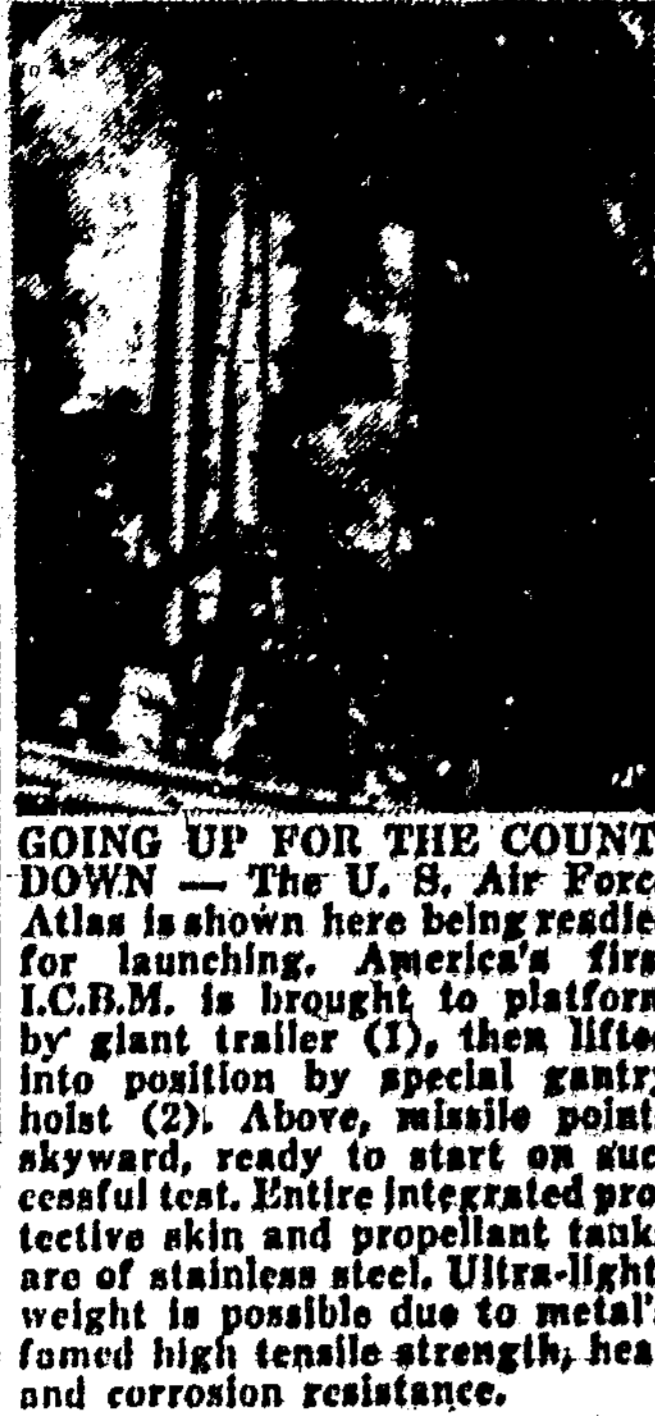 GOING UP FOR THE COUNT
DOWN — The U. S. Air Forc
Atlas is shown here being readie
for launching. America's firs
I.C.B.M. is brought to platform
by giant trailer (1), then lifte
into position by special gantry
hoist (2). Above, missile point
skyward, ready to start on suc
cessful test. Entire integrated pro
tective skin and propellant tank
are of stainless steel. Ultra-light
weight is possible due to metal's
famed high tensile strength, hea
and corrosion resistance.